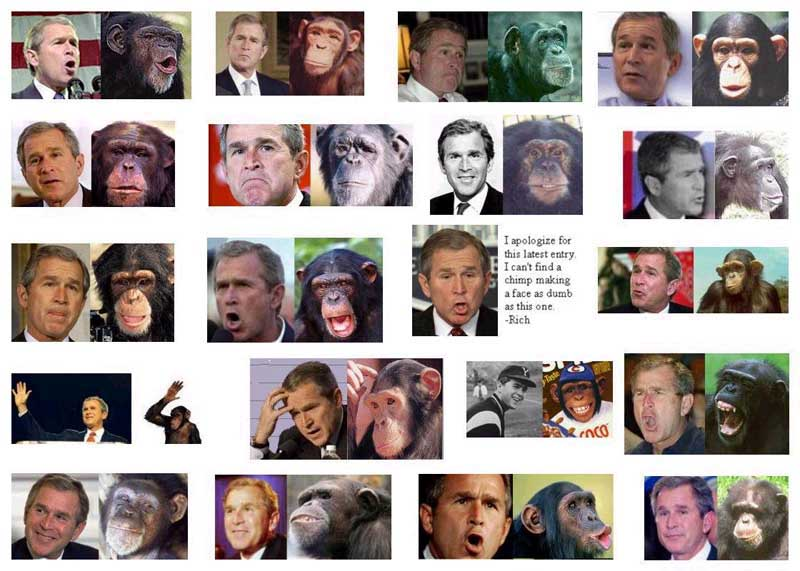 I apologize for
this latest entry.
I can't find a
chimp making
a face as dumb
as this one.
-Rich
COCO